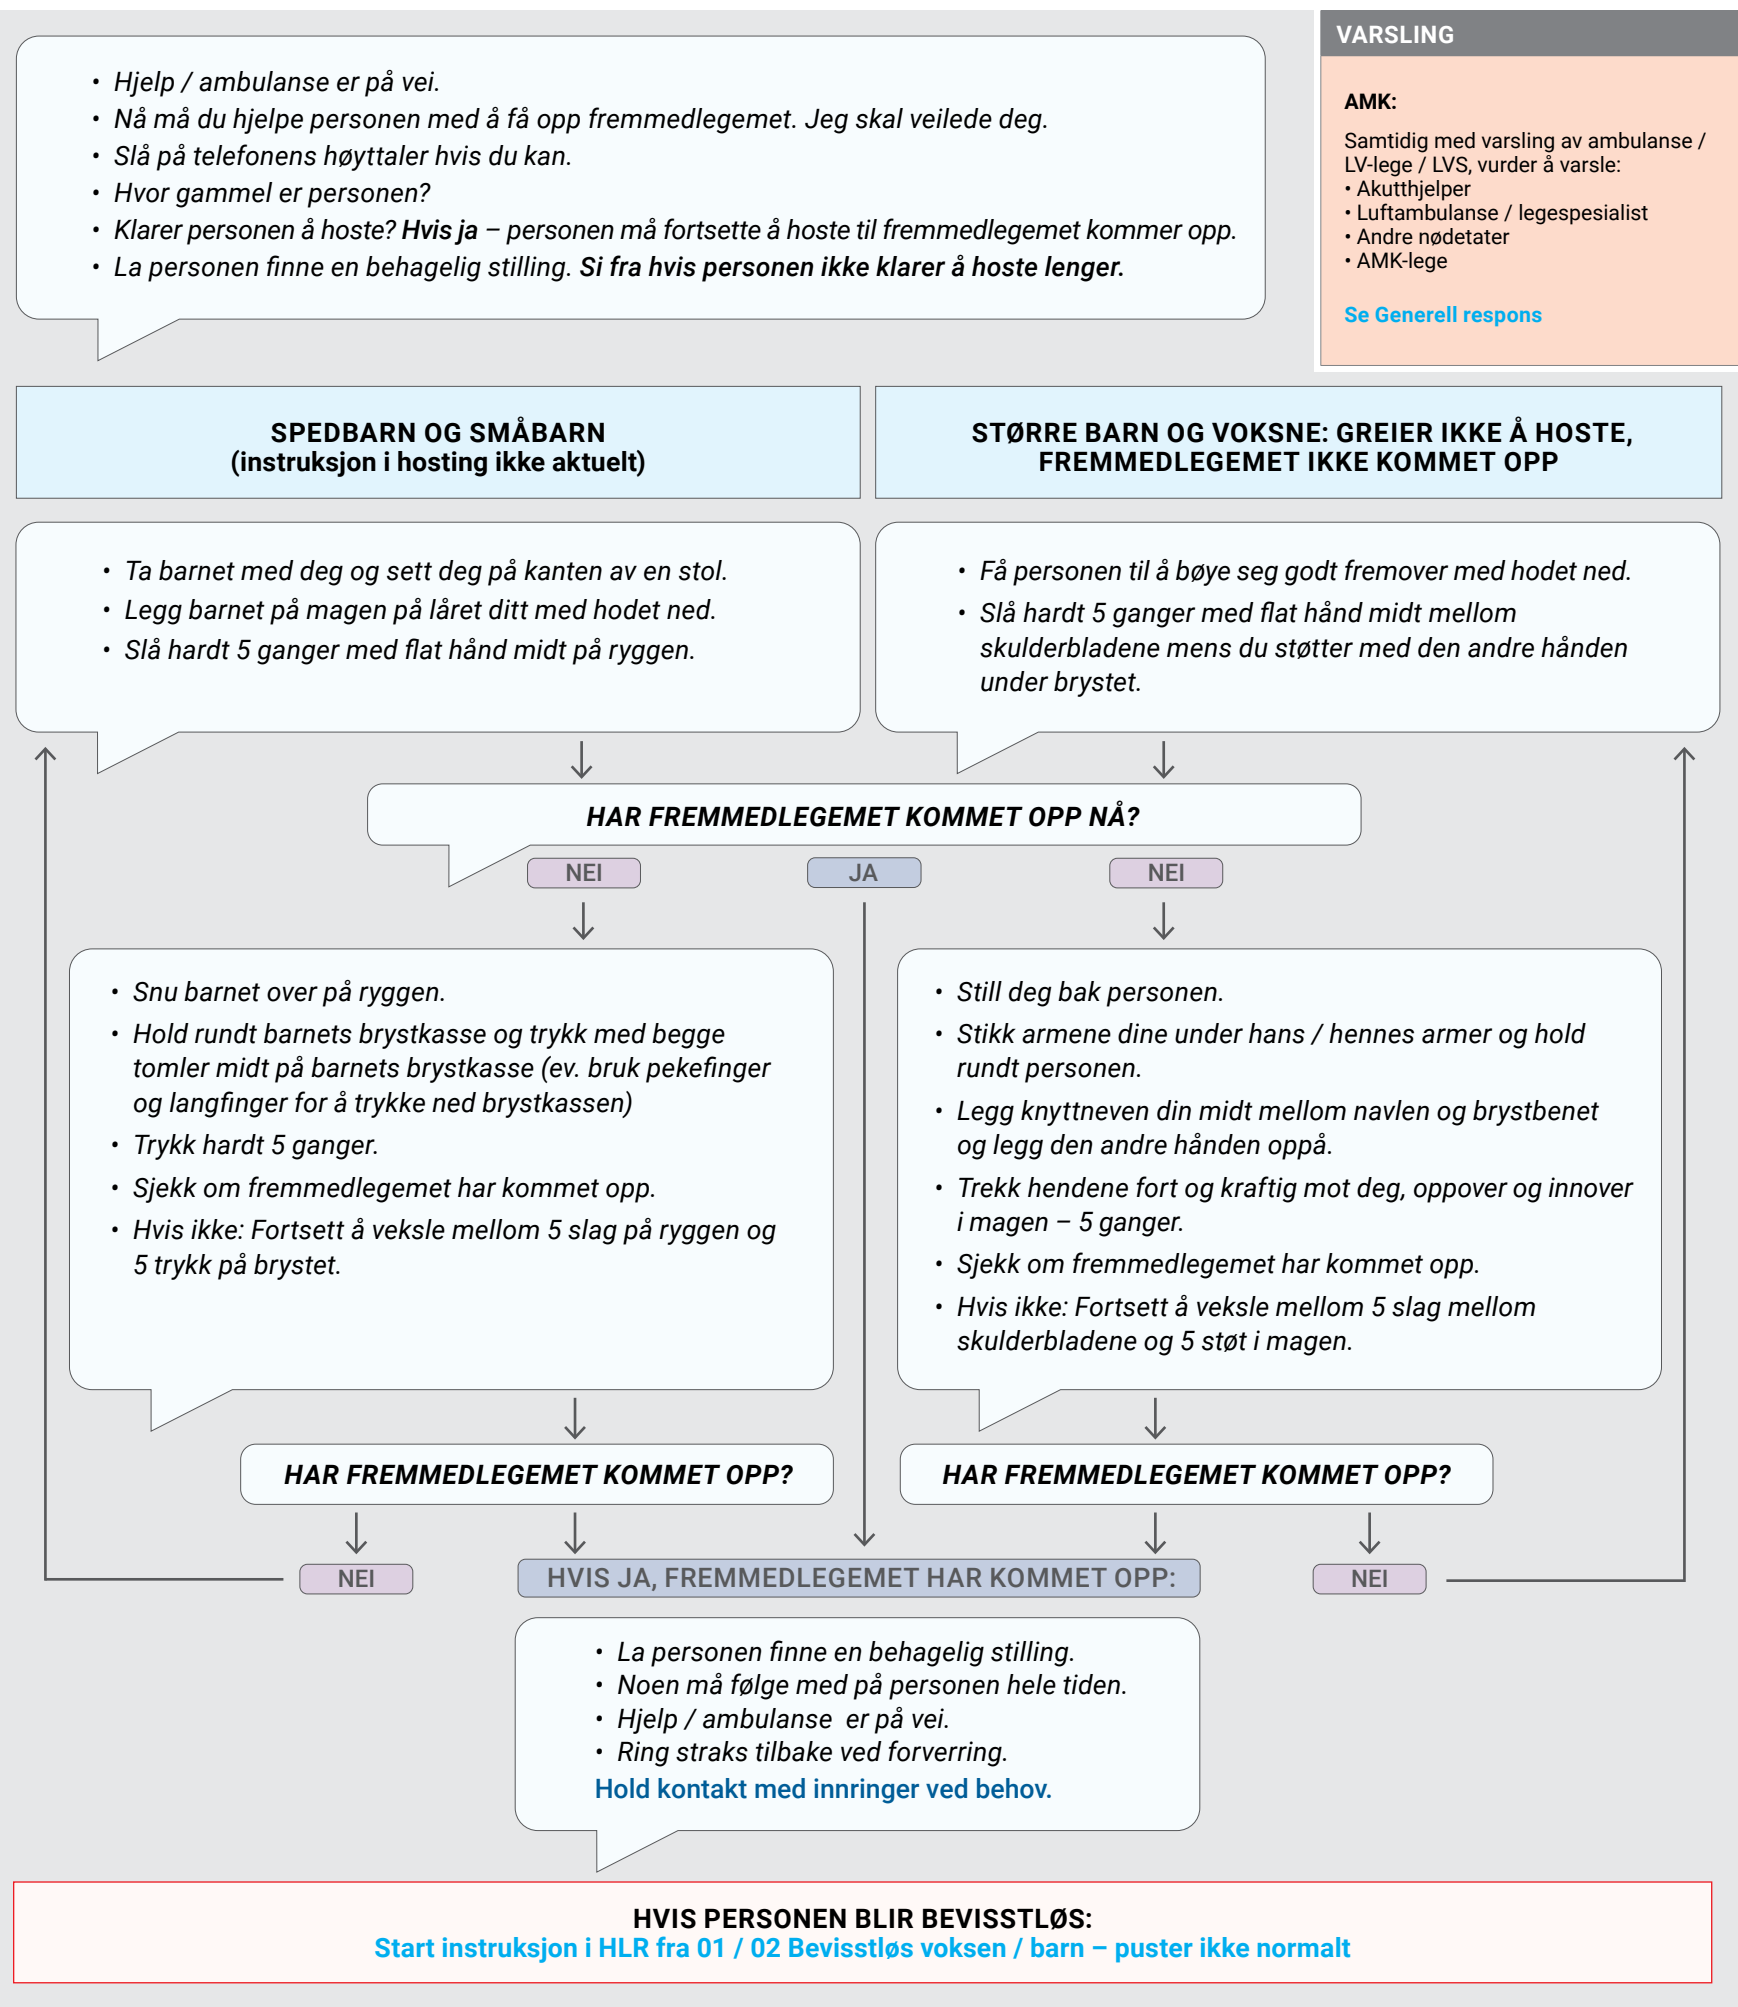 • Hjelp / ambulanse er på vei.
• Nå må du hjelpe personen med å få opp fremmedlegemet. Jeg skal veilede deg.
• Slå på telefonens høyttaler hvis du kan.
• Hvor gammel er personen?
• Klarer personen å hoste? Hvis ja – personen må fortsette å hoste til fremmedlegemet kommer opp.
• La personen finne en behagelig stilling. Si fra hvis personen ikke klarer å hoste lenger.
VARSLING
AMK:
Samtidig med varsling av ambulanse /
LV-lege / LVS, vurder å varsle:
• Akutthjelper
• Luftambulanse / legespesialist
• Andre nødetater
• AMK-lege
Se Generell respons
SPEDBARN OG SMÅBARN
(instruksjon i hosting ikke aktuelt)
STØRRE BARN OG VOKSNE: GREIER IKKE Å HOSTE,
FREMMEDLEGEMET IKKE KOMMET OPP
• Ta barnet med deg og sett deg på kanten av en stol.
• Legg barnet på magen på låret ditt med hodet ned.
• Slå hardt 5 ganger med flat hånd midt på ryggen.
• Få personen til å bøye seg godt fremover med hodet ned.
• Slå hardt 5 ganger med flat hånd midt mellom
skulderbladene mens du støtter med den andre hånden
under brystet.
HAR FREMMEDLEGEMET KOMMET OPP NÅ?
NEI
JA
NEI
• Snu barnet over på ryggen.
• Hold rundt barnets brystkasse og trykk med begge
tomler midt på barnets brystkasse (ev. bruk pekefinger
og langfinger for å trykke ned brystkassen)
• Trykk hardt 5 ganger.
• Sjekk om fremmedlegemet har kommet opp.
• Hvis ikke: Fortsett å veksle mellom 5 slag på ryggen og
5 trykk på brystet.
• Still deg bak personen.
• Stikk armene dine under hans / hennes armer og hold
rundt personen.
• Legg knyttneven din midt mellom navlen og brystbenet
og legg den andre hånden oppå.
• Trekk hendene fort og kraftig mot deg, oppover og innover
i magen – 5 ganger.
• Sjekk om fremmedlegemet har kommet opp.
• Hvis ikke: Fortsett å veksle mellom 5 slag mellom
skulderbladene og 5 støt i magen.
HAR FREMMEDLEGEMET KOMMET OPP?
HAR FREMMEDLEGEMET KOMMET OPP?
NEI
HVIS JA, FREMMEDLEGEMET HAR KOMMET OPP:
NEI
• La personen finne en behagelig stilling.
• Noen må følge med på personen hele tiden.
• Hjelp / ambulanse er på vei.
• Ring straks tilbake ved forverring.
Hold kontakt med innringer ved behov.
HVIS PERSONEN BLIR BEVISSTLØS:
Start instruksjon i HLR fra 01 / 02 Bevisstløs voksen / barn – puster ikke normalt